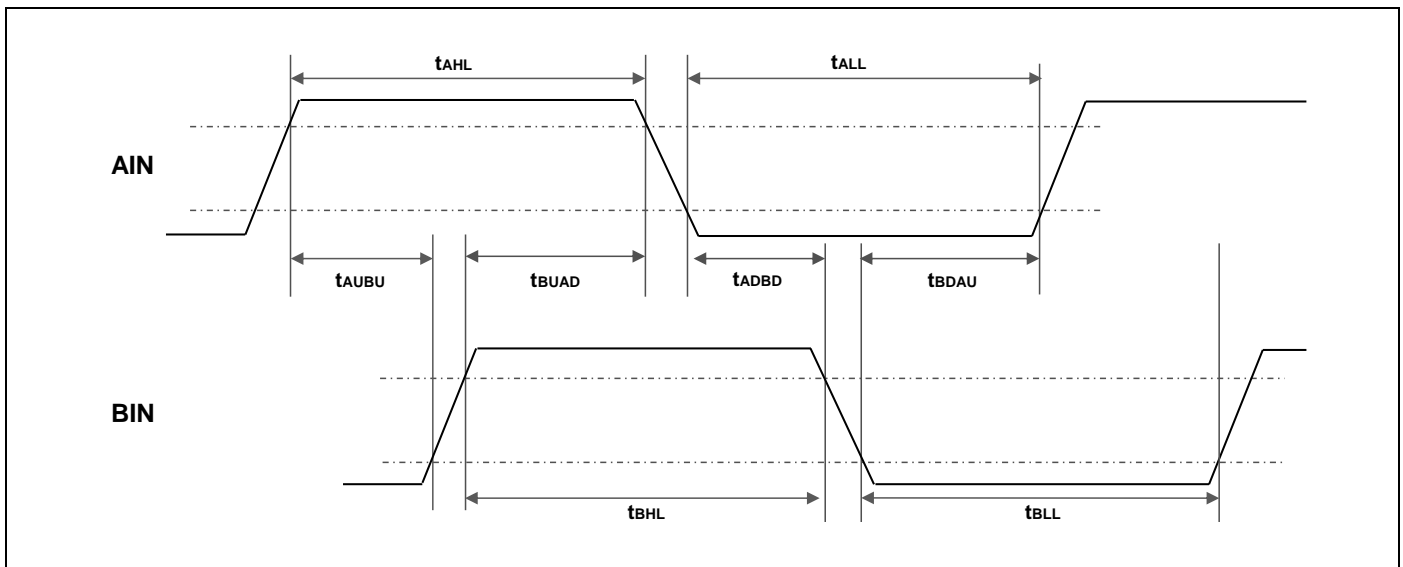 tAHL tALL
AIN
tAUBU tBUAD tADBD tBDAU
BIN
tBHL tBLL